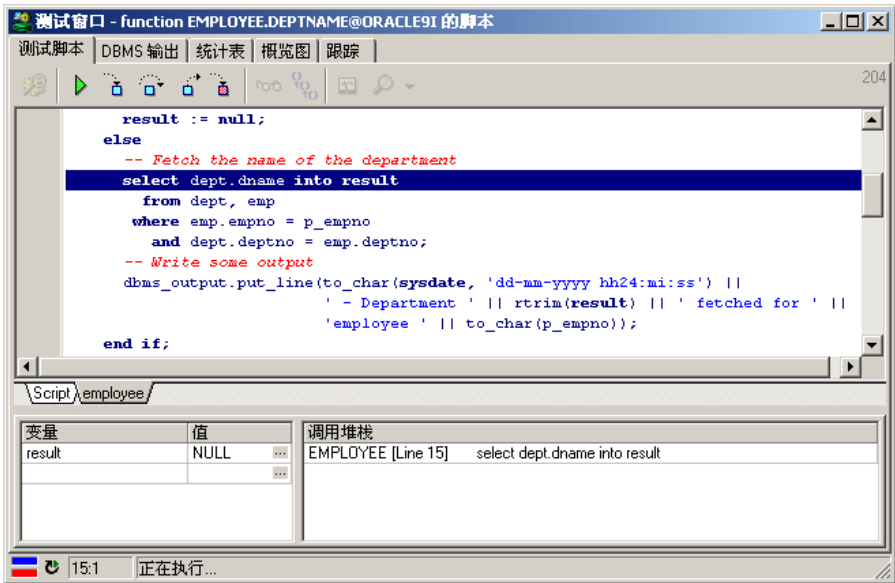 测试窗口 - function EMPLOYEE.DEPTNAME@ORACLE9I 的脚本
测试脚本 DBMS 输出 统计表 概览图 跟踪
204
result := null;
else
-- Fetch the name of the department
select dept.dname into result
from dept, emp
where emp.empno = p_empno
and dept.deptno = emp.deptno;
-- Write some output
dbms_output.put_line(to_char(sysdate, 'dd-mm-yyyy hh24:mi:ss') ||
' - Department ' || rtrim(result) || ' fetched for ' ||
'employee ' || to_char(p_empno));
end if;
Script employee
变量 值 调用堆栈
result NULL ... EMPLOYEE [Line 15] select dept.dname into result
...
15:1 正在执行...